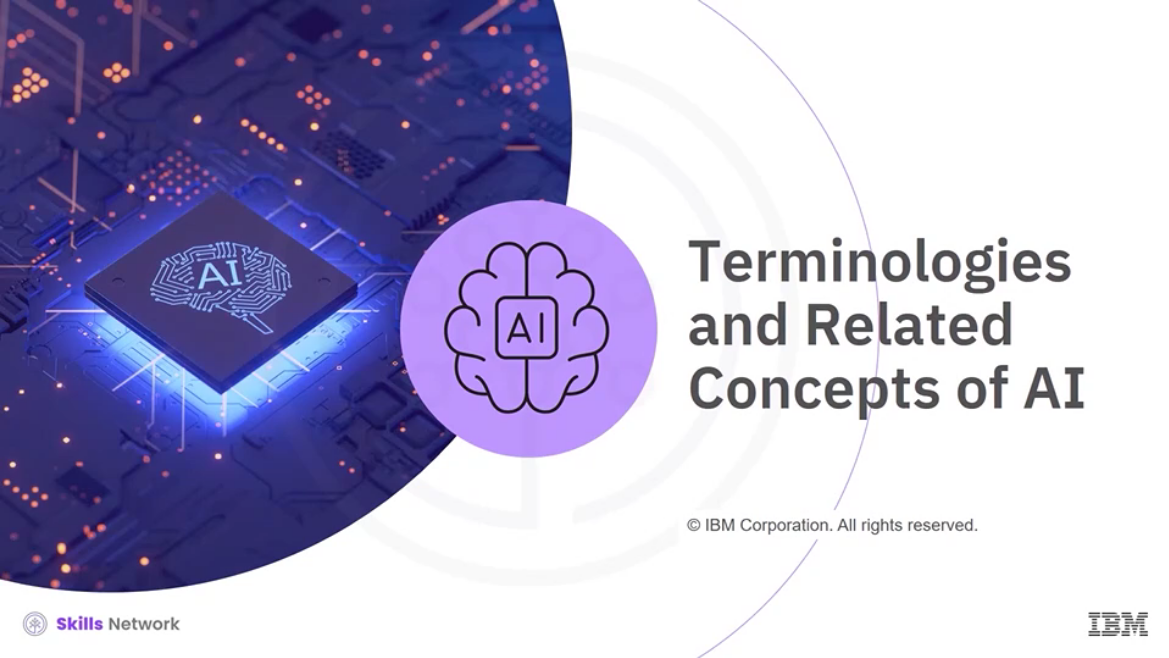 AI
AI
Terminologies
and Related
Concepts of AI
© IBM Corporation. All rights reserved.
Skills Network
IBM